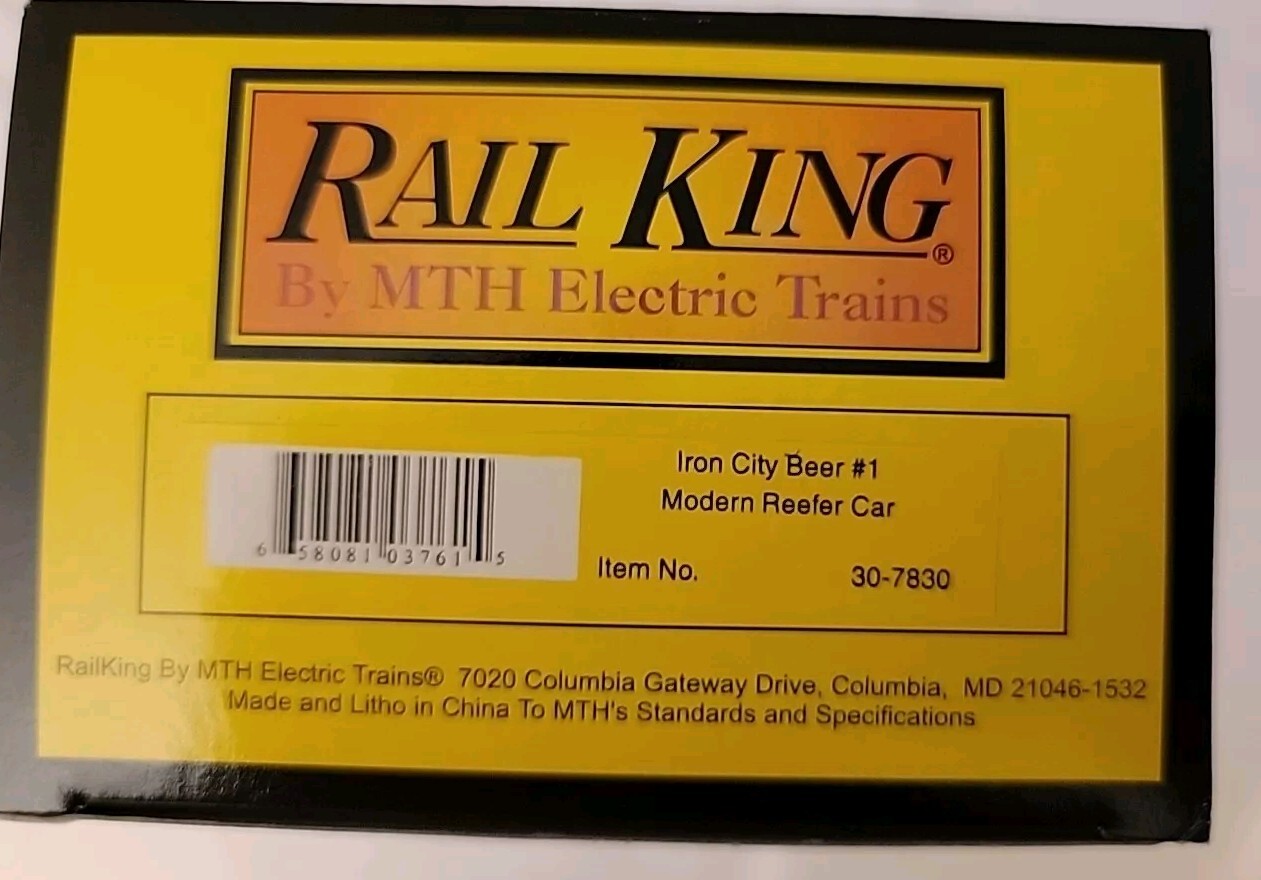 RAIL KING®
By MTH Electric Trains
Iron City Beer #1
Modern Reefer Car
6 58081 03761 5
Item No. 30-7830
RailKing By MTH Electric Trains® 7020 Columbia Gateway Drive, Columbia, MD 21046-1532
Made and Litho in China To MTH's Standards and Specifications